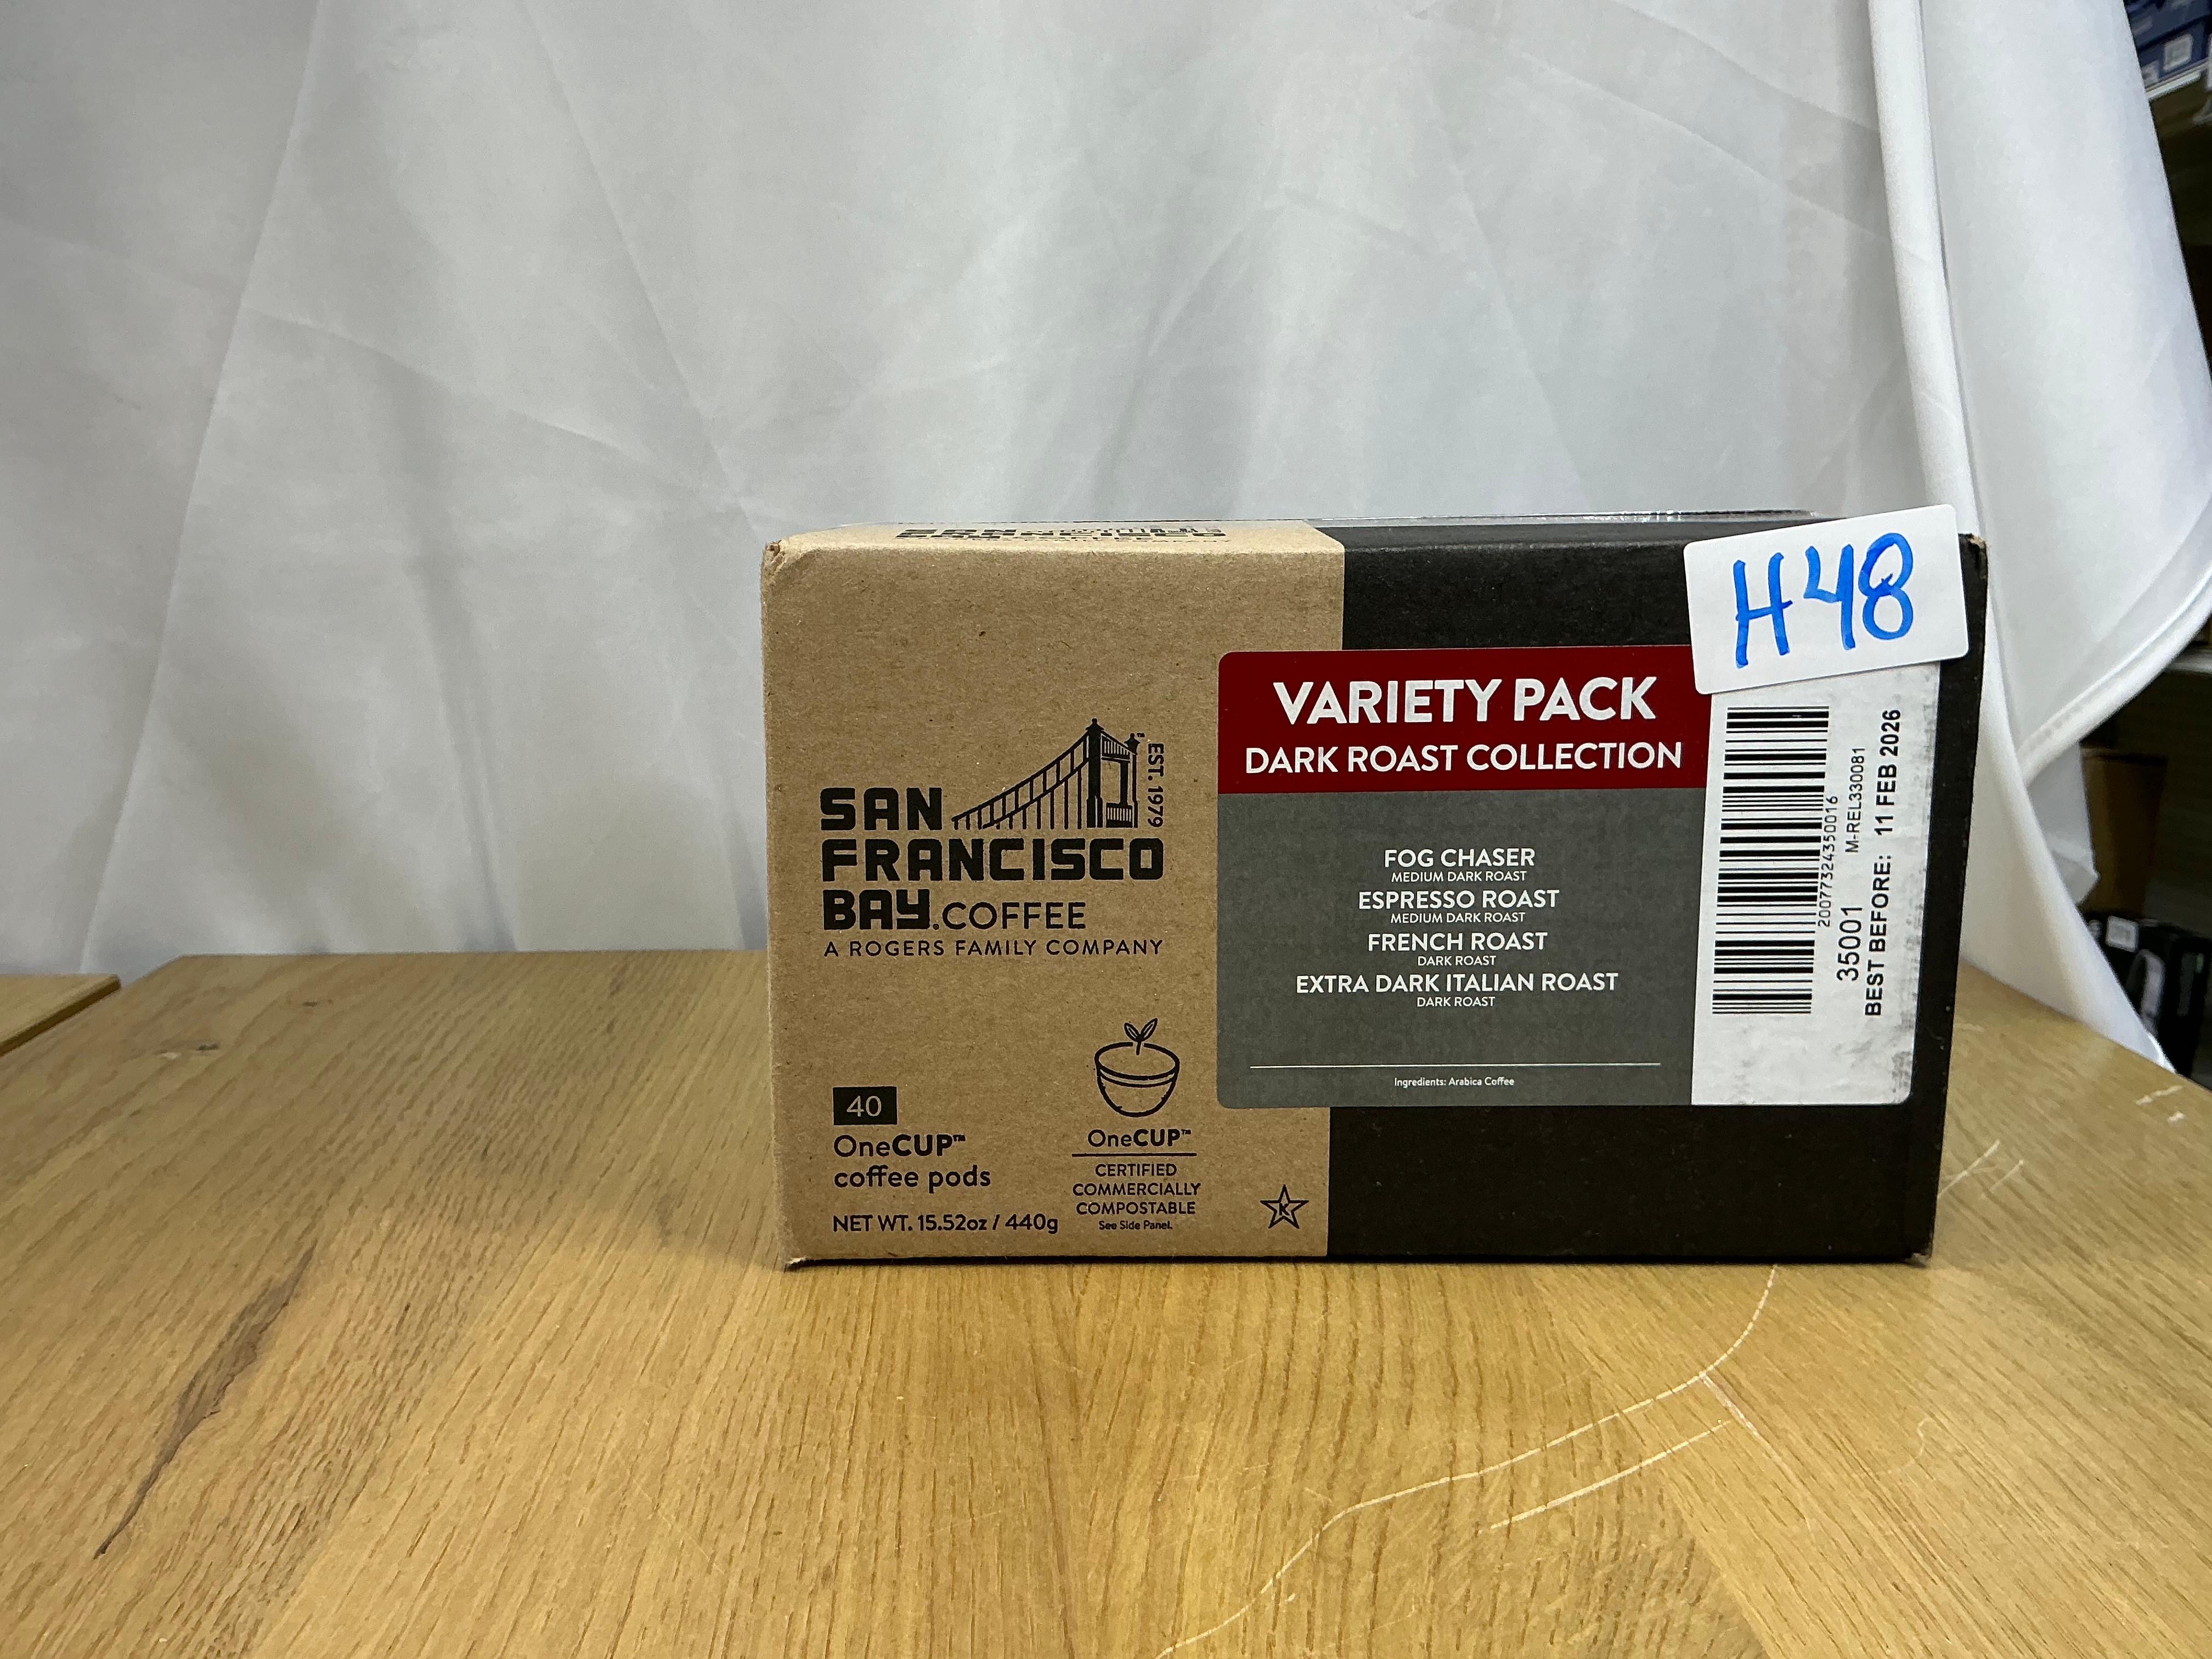 SAN
FRANCISCO
BAY.COFFEE
EST. 1979
A ROGERS FAMILY COMPANY
40
OneCUP™
coffee pods
NET WT. 15.52oz / 440g
OneCUP™
CERTIFIED
COMMERCIALLY
COMPOSTABLE
See Side Panel.
K
VARIETY PACK
DARK ROAST COLLECTION
FOG CHASER
MEDIUM DARK ROAST
ESPRESSO ROAST
MEDIUM DARK ROAST
FRENCH ROAST
DARK ROAST
EXTRA DARK ITALIAN ROAST
DARK ROAST
Ingredients: Arabica Coffee
H48
20077324350016
35001 M-REL330081
BEST BEFORE: 11 FEB 2026